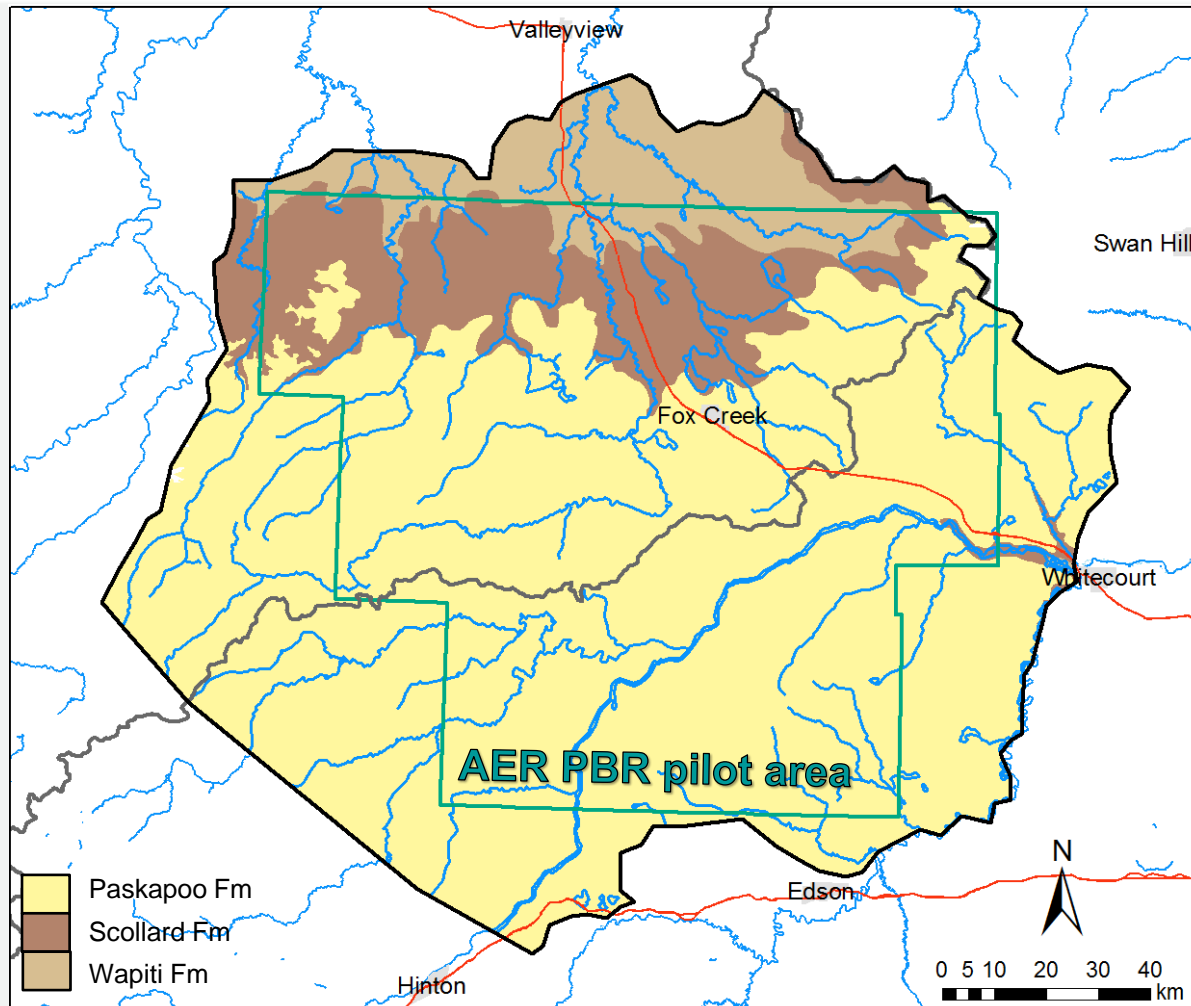 Valleyview
Swan Hill
Fox Creek
Whitecourt
AER PBR pilot area
Paskapoo Fm
Scollard Fm
Wapiti Fm
Edson
Hinton
N
0 5 10 20 30 40
km